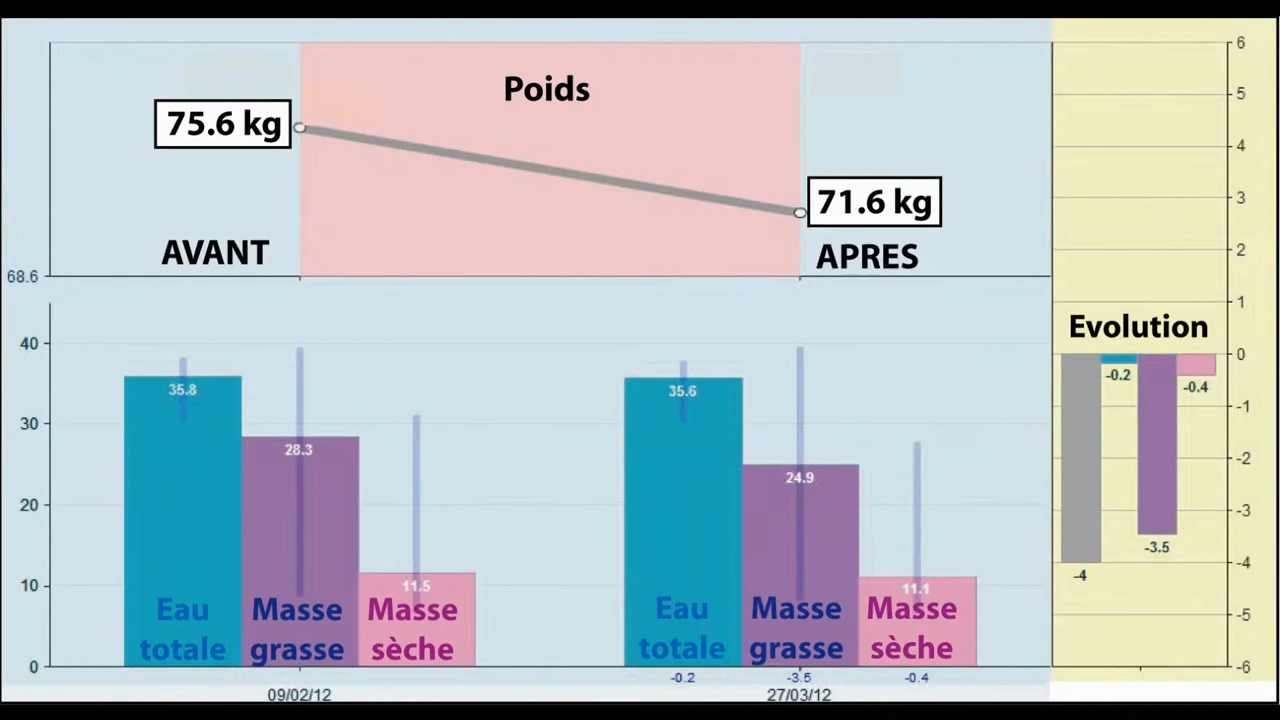 Poids
75.6 kg
71.6 kg
AVANT
APRES
68.6
6
5
4
3
2
1
0
-1
-2
-3
-4
-5
-6
Evolution
-4
-0.2
-3.5
-0.4
40
30
20
10
0
35.8
28.3
11.5
Eau
totale
Masse
grasse
Masse
sèche
09/02/12
35.6
24.9
11.1
Eau
totale
Masse
grasse
Masse
sèche
-0.2
-3.5
-0.4
27/03/12